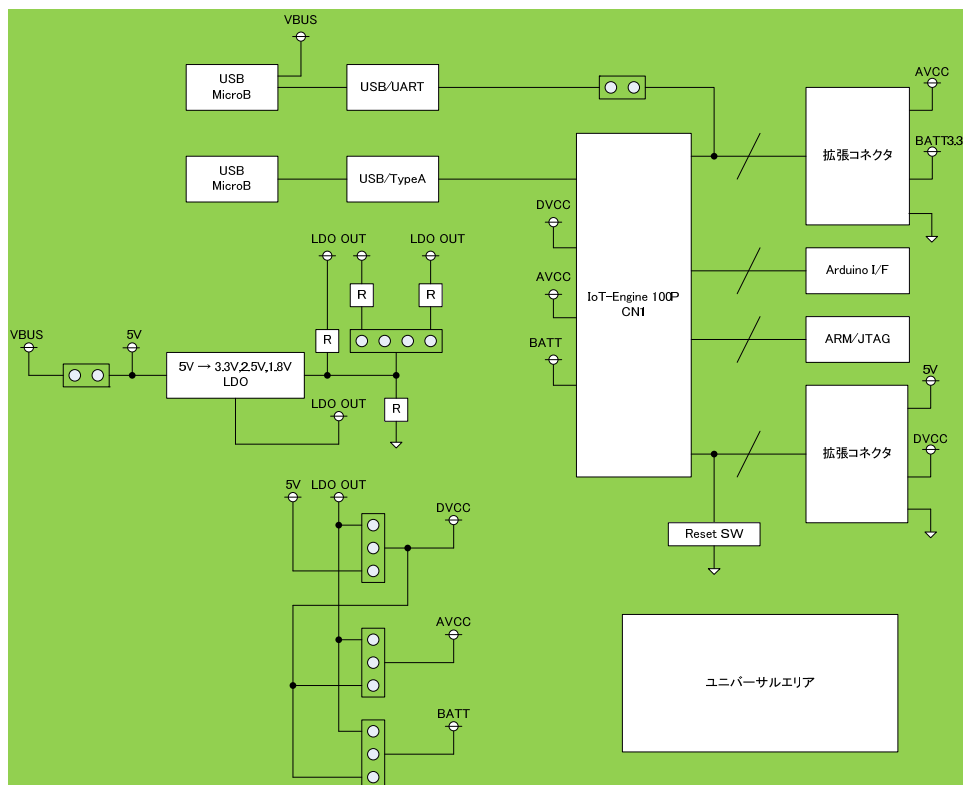 VBUS
USB
MicroB
USB/UART
AVCC
BATT3.3
拡張コネクタ
USB
MicroB
USB/TypeA
DVCC
AVCC
BATT
IoT-Engine 100P
CN1
Arduino I/F
ARM/JTAG
LDO OUT
LDO OUT
R
R
R
VBUS
5V
5V → 3.3V,2.5V,1.8V
LDO
LDO OUT
R
5V
DVCC
拡張コネクタ
Reset SW
5V
LDO OUT
DVCC
AVCC
BATT
ユニバーサルエリア